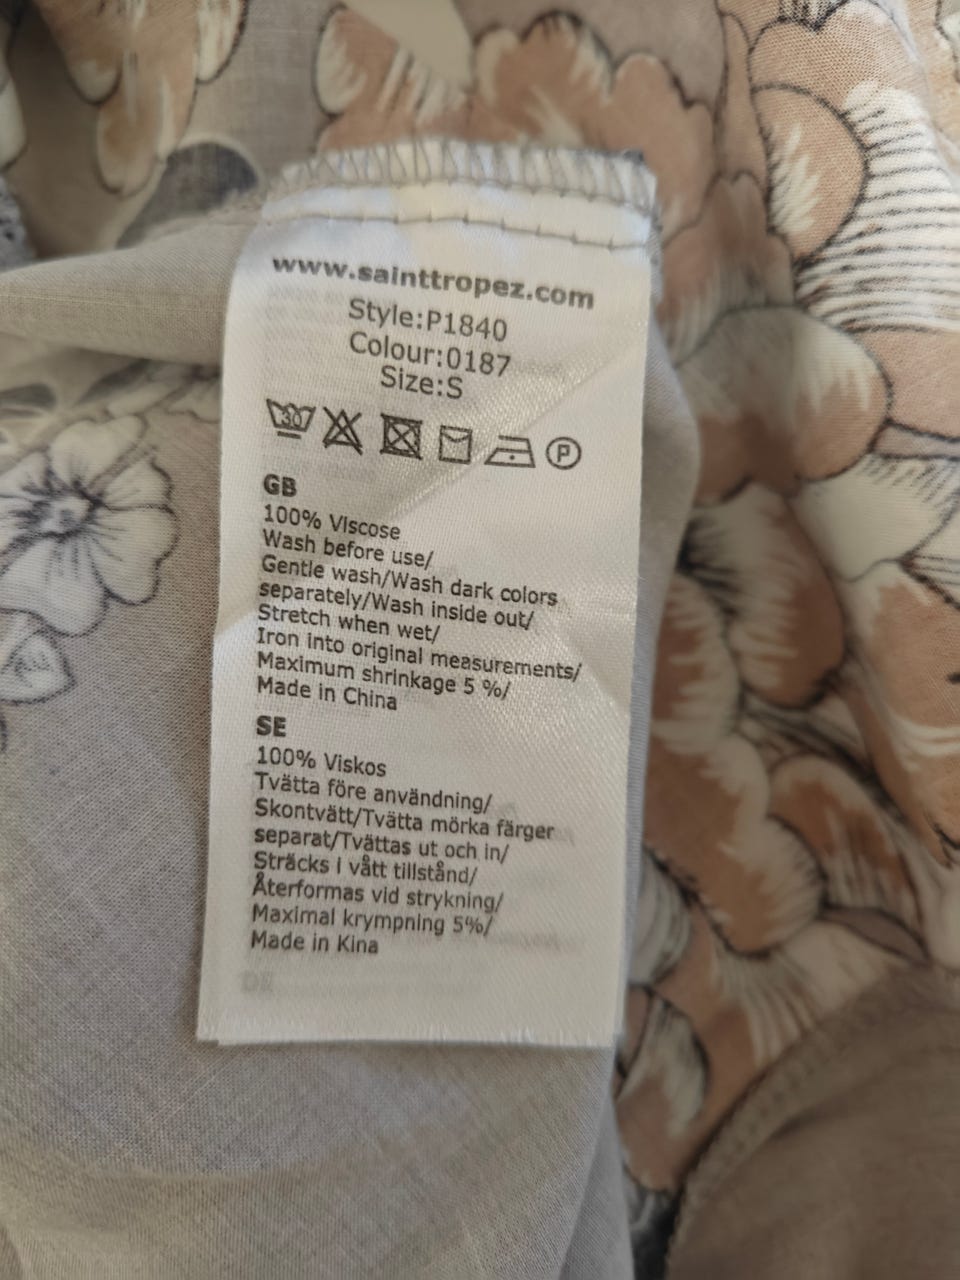 www.sainttropez.com
Style:P1840
Colour:0187
Size:S
30 P
GB
100% Viscose
Wash before use/
Gentle wash/Wash dark colors
separately/Wash inside out/
Stretch when wet/
Iron into original measurements/
Maximum shrinkage 5 %/
Made in China
SE
100% Viskos
Tvätta före användning/
Skontvätt/Tvätta mörka färger
separat/Tvättas ut och in/
Sträcks i vått tillstånd/
Återformas vid strykning/
Maximal krympning 5%/
Made in Kina